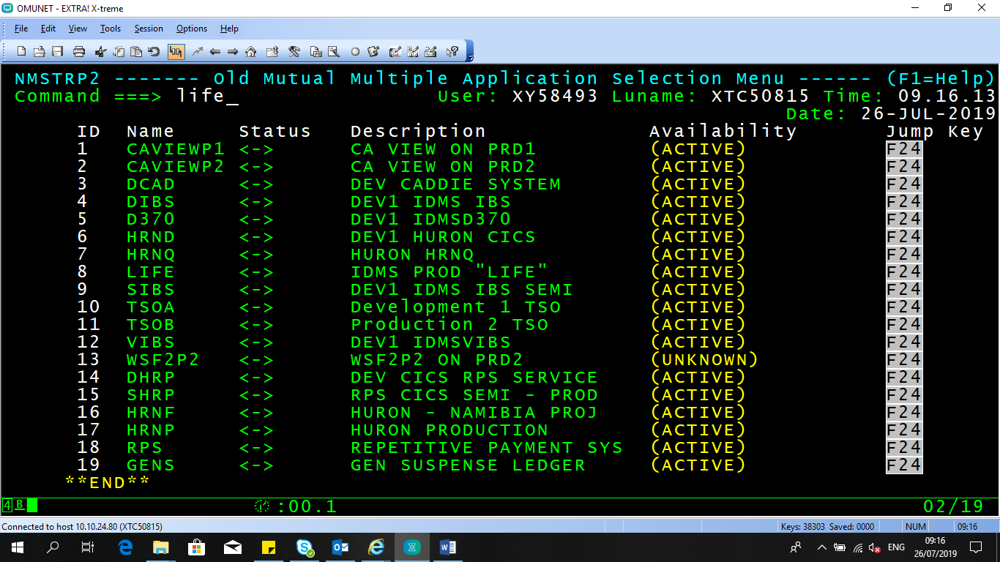 OMUNET - EXTRA! X-treme
File Edit View Tools Session Options Help
NMSTRP2 ------- Old Mutual Multiple Application Selection Menu ------ (F1=Help)
Command ===> life_ User: XY58493 Luname: XTC50815 Time: 09.16.13
Date: 26-JUL-2019
ID Name Status Description Availability Jump Key
1 CAVIEWP1 <-> CA VIEW ON PRD1 (ACTIVE) F24
2 CAVIEWP2 <-> CA VIEW ON PRD2 (ACTIVE) F24
3 DCAD <-> DEV CADDIE SYSTEM (ACTIVE) F24
4 DIBS <-> DEV1 IDMS IBS (ACTIVE) F24
5 D370 <-> DEV1 IDMSD370 (ACTIVE) F24
6 HRND <-> DEV1 HURON CICS (ACTIVE) F24
7 HRNQ <-> HURON HRNQ (ACTIVE) F24
8 LIFE <-> IDMS PROD "LIFE" (ACTIVE) F24
9 SIBS <-> DEV1 IDMS IBS SEMI (ACTIVE) F24
10 TSOA <-> Development 1 TSO (ACTIVE) F24
11 TSOB <-> Production 2 TSO (ACTIVE) F24
12 VIBS <-> DEV1 IDMSVIBS (ACTIVE) F24
13 WSF2P2 <-> WSF2P2 ON PRD2 (UNKNOWN) F24
14 DHRP <-> DEV CICS RPS SERVICE (ACTIVE) F24
15 SHRP <-> RPS CICS SEMI - PROD (ACTIVE) F24
16 HRNF <-> HURON - NAMIBIA PROJ (ACTIVE) F24
17 HRNP <-> HURON PRODUCTION (ACTIVE) F24
18 RPS <-> REPETITIVE PAYMENT SYS (ACTIVE) F24
19 GENS <-> GEN SUSPENSE LEDGER (ACTIVE) F24
**END**
4 B :00.1 02/19
Connected to host 10.10.24.80 (XTC50815) Keys: 38303 Saved: 0000 NUM 09:16
ENG 09:16
26/07/2019